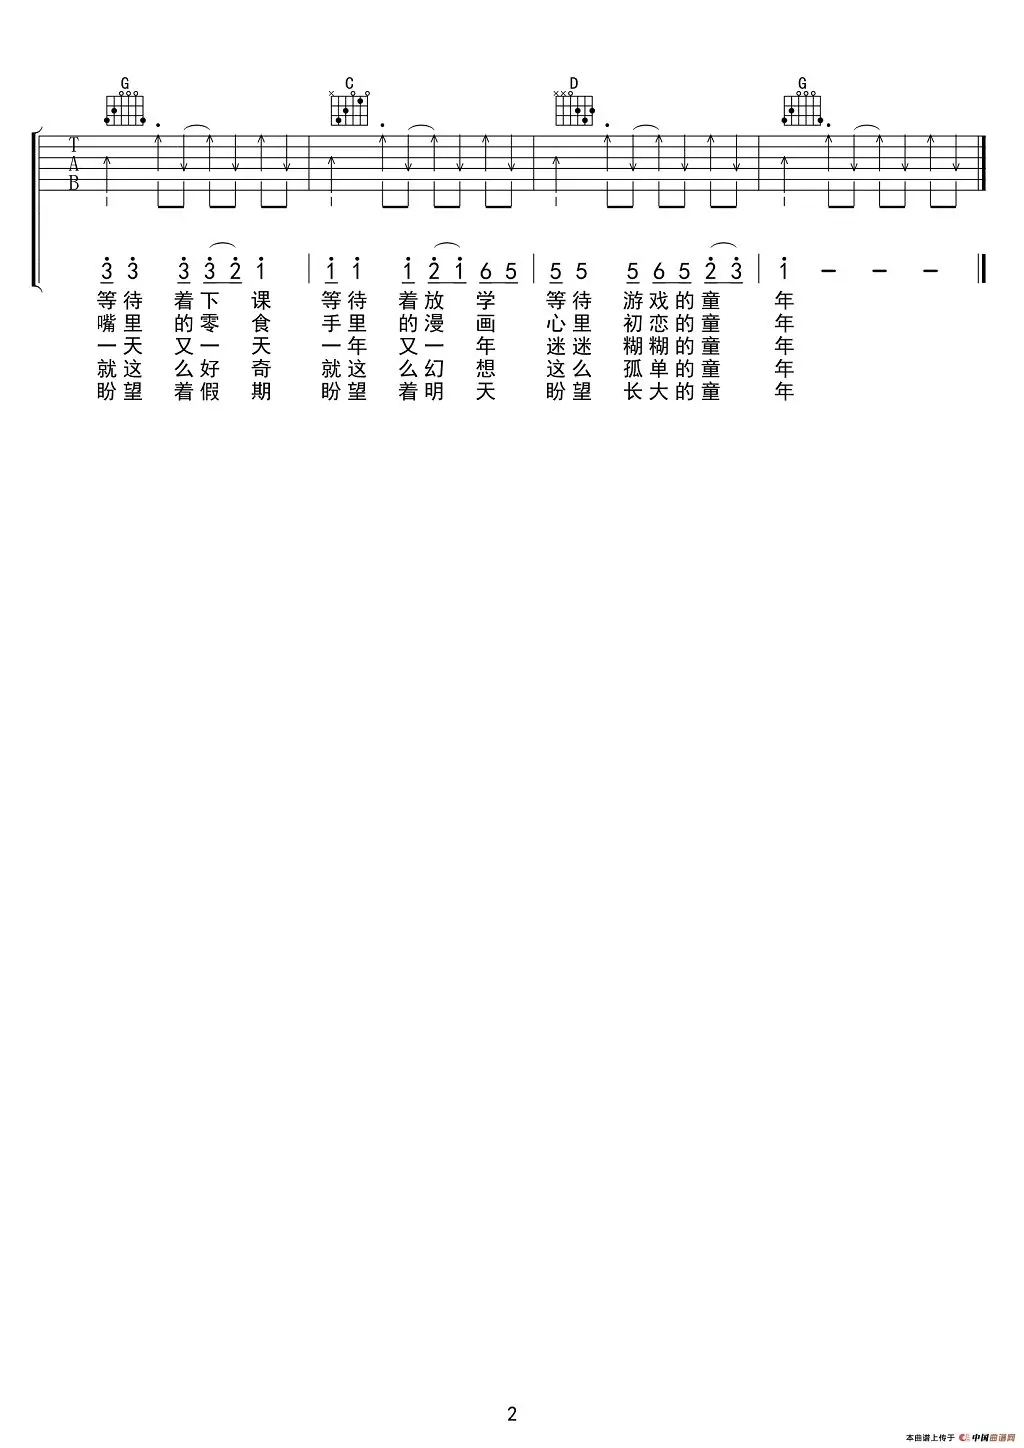 G C D G
T
A
B
3 3 3 3 2 1 1 1 1 2 1 6 5 5 5 5 6 5 2 3 1 – – –
等待 着下 课 等待 着放 学 等待 游戏的童 年
嘴里 的零 食 手里 的漫 画 心里 初恋的童 年
一天 又一 天 一年 又一 年 迷迷 糊糊的童 年
就这 么好 奇 就这 么幻 想 这么 孤单的童 年
盼望 着假 期 盼望 着明 天 盼望 长大的童 年
2
本曲谱上传于 中国曲谱网